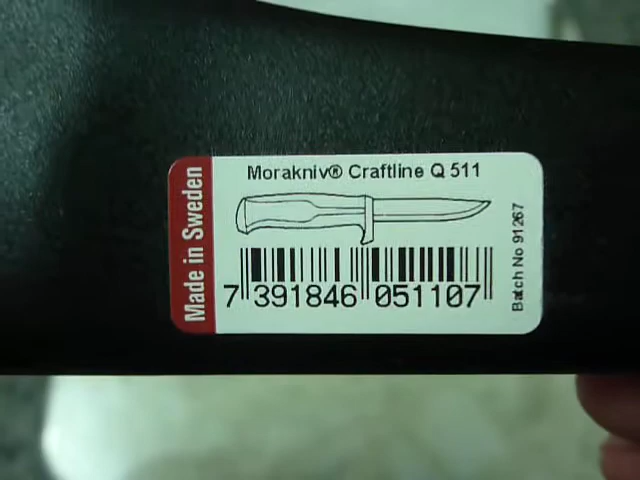 Made in Sweden
Morakniv® Craftline Q 511
7 391846 051107
Batch No 91267